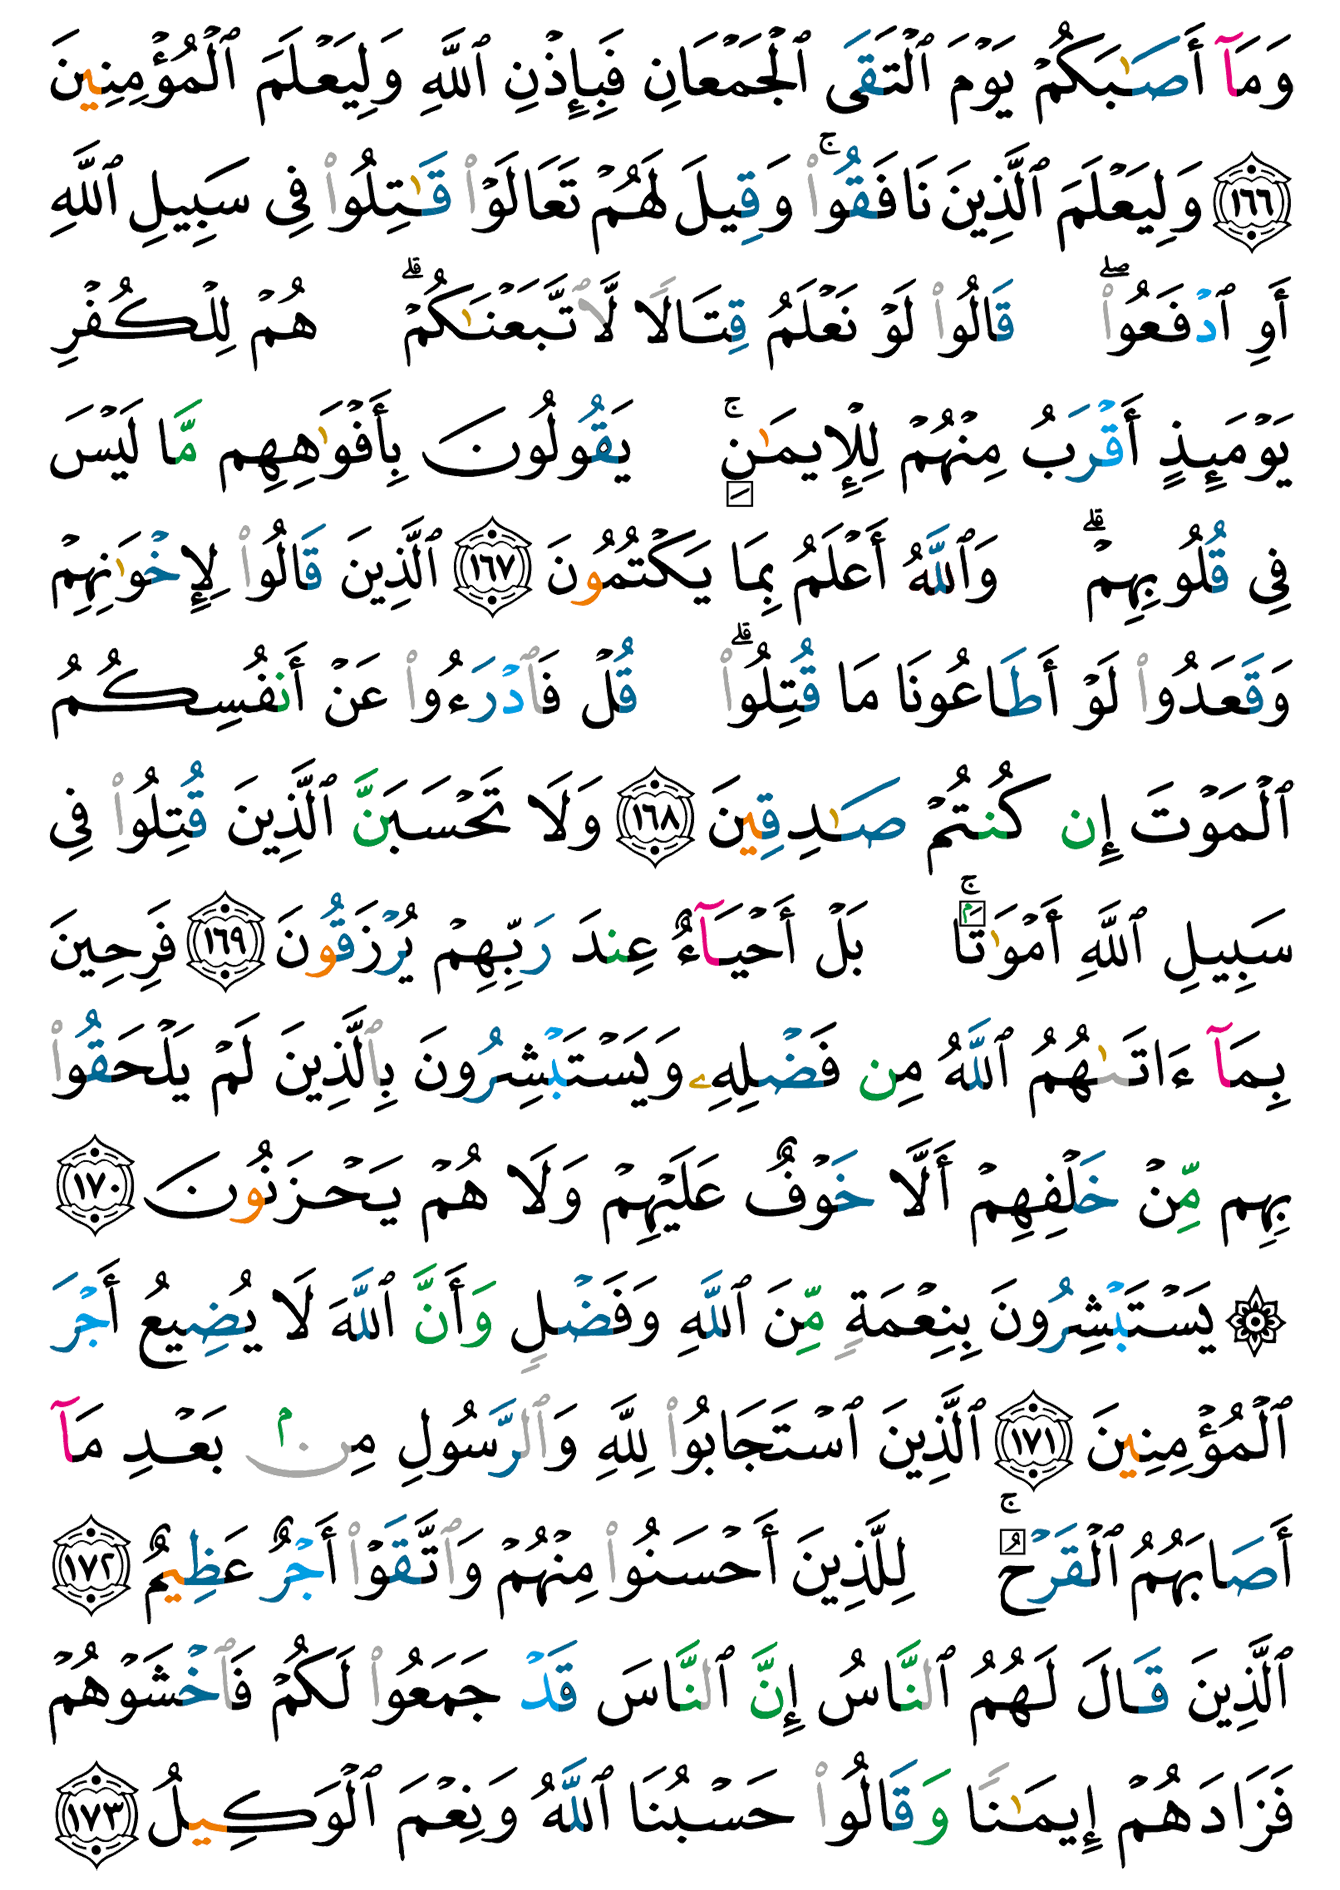 وَمَآ أَصَٰبَكُمْ يَوْمَ ٱلْتَقَى ٱلْجَمْعَانِ فَبِإِذْنِ ٱللَّهِ وَلِيَعْلَمَ ٱلْمُؤْمِنِينَ
١٦٦ وَلِيَعْلَمَ ٱلَّذِينَ نَافَقُوا۟ۚ وَقِيلَ لَهُمْ تَعَالَوْا۟ قَٰتِلُوا۟ فِى سَبِيلِ ٱللَّهِ
أَوِ ٱدْفَعُوا۟ۖ قَالُوا۟ لَوْ نَعْلَمُ قِتَالًا لَّٱتَّبَعْنَٰكُمْۗ هُمْ لِلْكُفْرِ
يَوْمَئِذٍ أَقْرَبُ مِنْهُمْ لِلْإِيمَٰنِۚ يَقُولُونَ بِأَفْوَٰهِهِم مَّا لَيْسَ
فِى قُلُوبِهِمْۗ وَٱللَّهُ أَعْلَمُ بِمَا يَكْتُمُونَ ١٦٧ ٱلَّذِينَ قَالُوا۟ لِإِخْوَٰنِهِمْ
وَقَعَدُوا۟ لَوْ أَطَاعُونَا مَا قُتِلُوا۟ۗ قُلْ فَٱدْرَءُوا۟ عَنْ أَنفُسِكُمُ
ٱلْمَوْتَ إِن كُنتُمْ صَٰدِقِينَ ١٦٨ وَلَا تَحْسَبَنَّ ٱلَّذِينَ قُتِلُوا۟ فِى
سَبِيلِ ٱللَّهِ أَمْوَٰتَۢاۚ بَلْ أَحْيَآءٌ عِندَ رَبِّهِمْ يُرْزَقُونَ ١٦٩ فَرِحِينَ
بِمَآ ءَاتَىٰهُمُ ٱللَّهُ مِن فَضْلِهِۦ وَيَسْتَبْشِرُونَ بِٱلَّذِينَ لَمْ يَلْحَقُوا۟
بِهِم مِّنْ خَلْفِهِمْ أَلَّا خَوْفٌ عَلَيْهِمْ وَلَا هُمْ يَحْزَنُونَ ١٧٠
۞ يَسْتَبْشِرُونَ بِنِعْمَةٍ مِّنَ ٱللَّهِ وَفَضْلٍ وَأَنَّ ٱللَّهَ لَا يُضِيعُ أَجْرَ
ٱلْمُؤْمِنِينَ ١٧١ ٱلَّذِينَ ٱسْتَجَابُوا۟ لِلَّهِ وَٱلرَّسُولِ مِنۢ بَعْدِ مَآ
أَصَابَهُمُ ٱلْقَرْحُۚ لِلَّذِينَ أَحْسَنُوا۟ مِنْهُمْ وَٱتَّقَوْا۟ أَجْرٌ عَظِيمٌ ١٧٢
ٱلَّذِينَ قَالَ لَهُمُ ٱلنَّاسُ إِنَّ ٱلنَّاسَ قَدْ جَمَعُوا۟ لَكُمْ فَٱخْشَوْهُمْ
فَزَادَهُمْ إِيمَٰنًا وَقَالُوا۟ حَسْبُنَا ٱللَّهُ وَنِعْمَ ٱلْوَكِيلُ ١٧٣